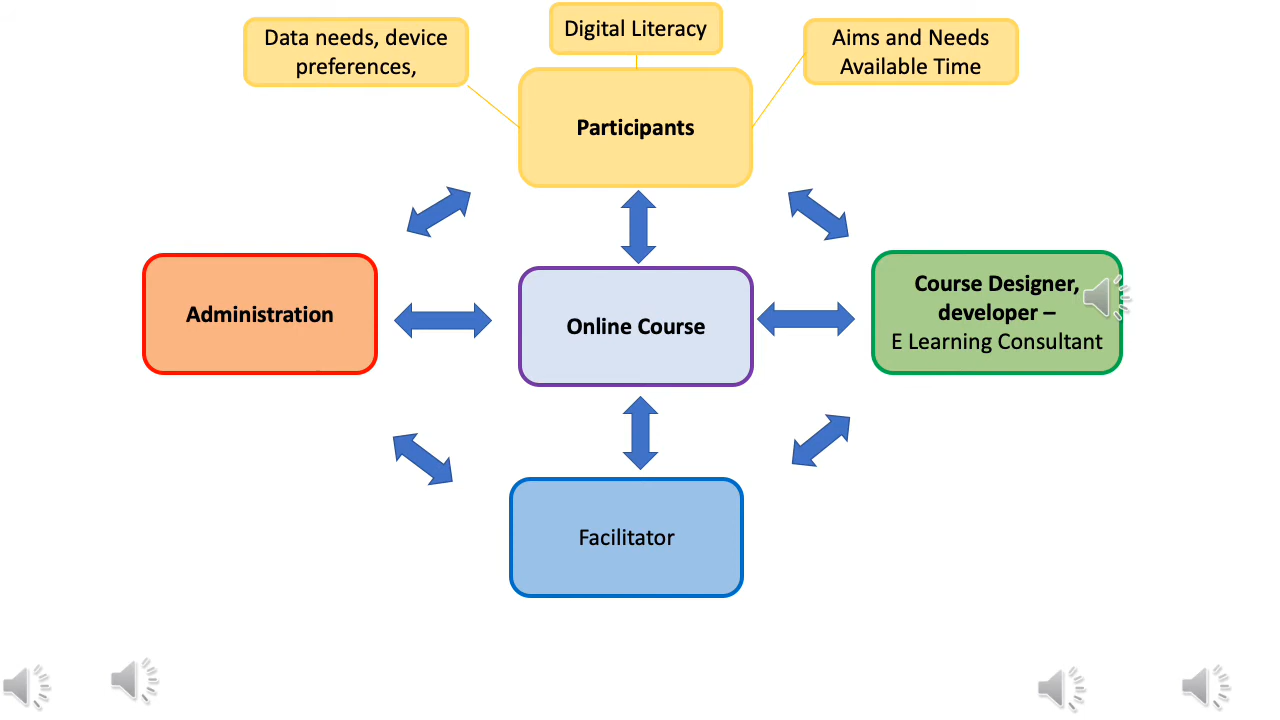 Data needs, device
preferences,
Digital Literacy
Aims and Needs
Available Time
Participants
Administration
Online Course
Course Designer,
developer –
E Learning Consultant
Facilitator